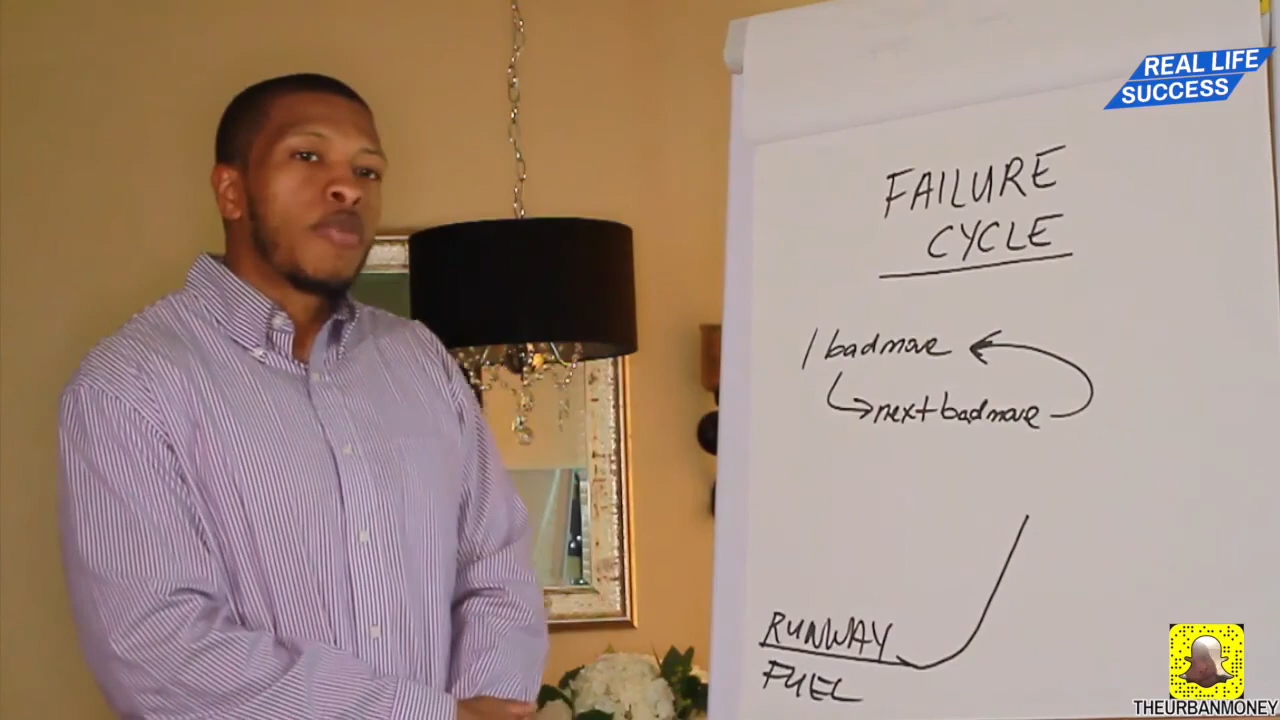 REAL LIFE
SUCCESS
FAILURE
CYCLE
1 bad move
next bad move
RUNWAY
FUEL
THEURBANMONEY